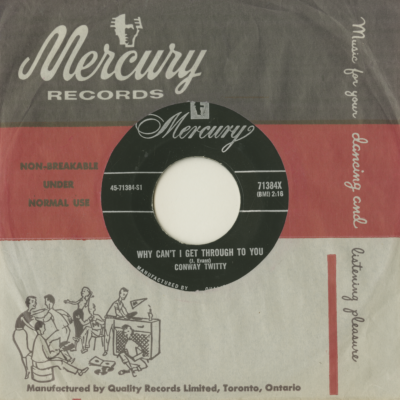 Mercury
RECORDS
Music for your dancing and listening pleasure
Mercury
NON-BREAKABLE
UNDER
NORMAL USE
45-71384-S1
71384X
(BMI) 2:16
WHY CAN'T I GET THROUGH TO YOU
(J. Evans)
CONWAY TWITTY
MANUFACTURED BY
Manufactured by Quality Records Limited, Toronto, Ontario